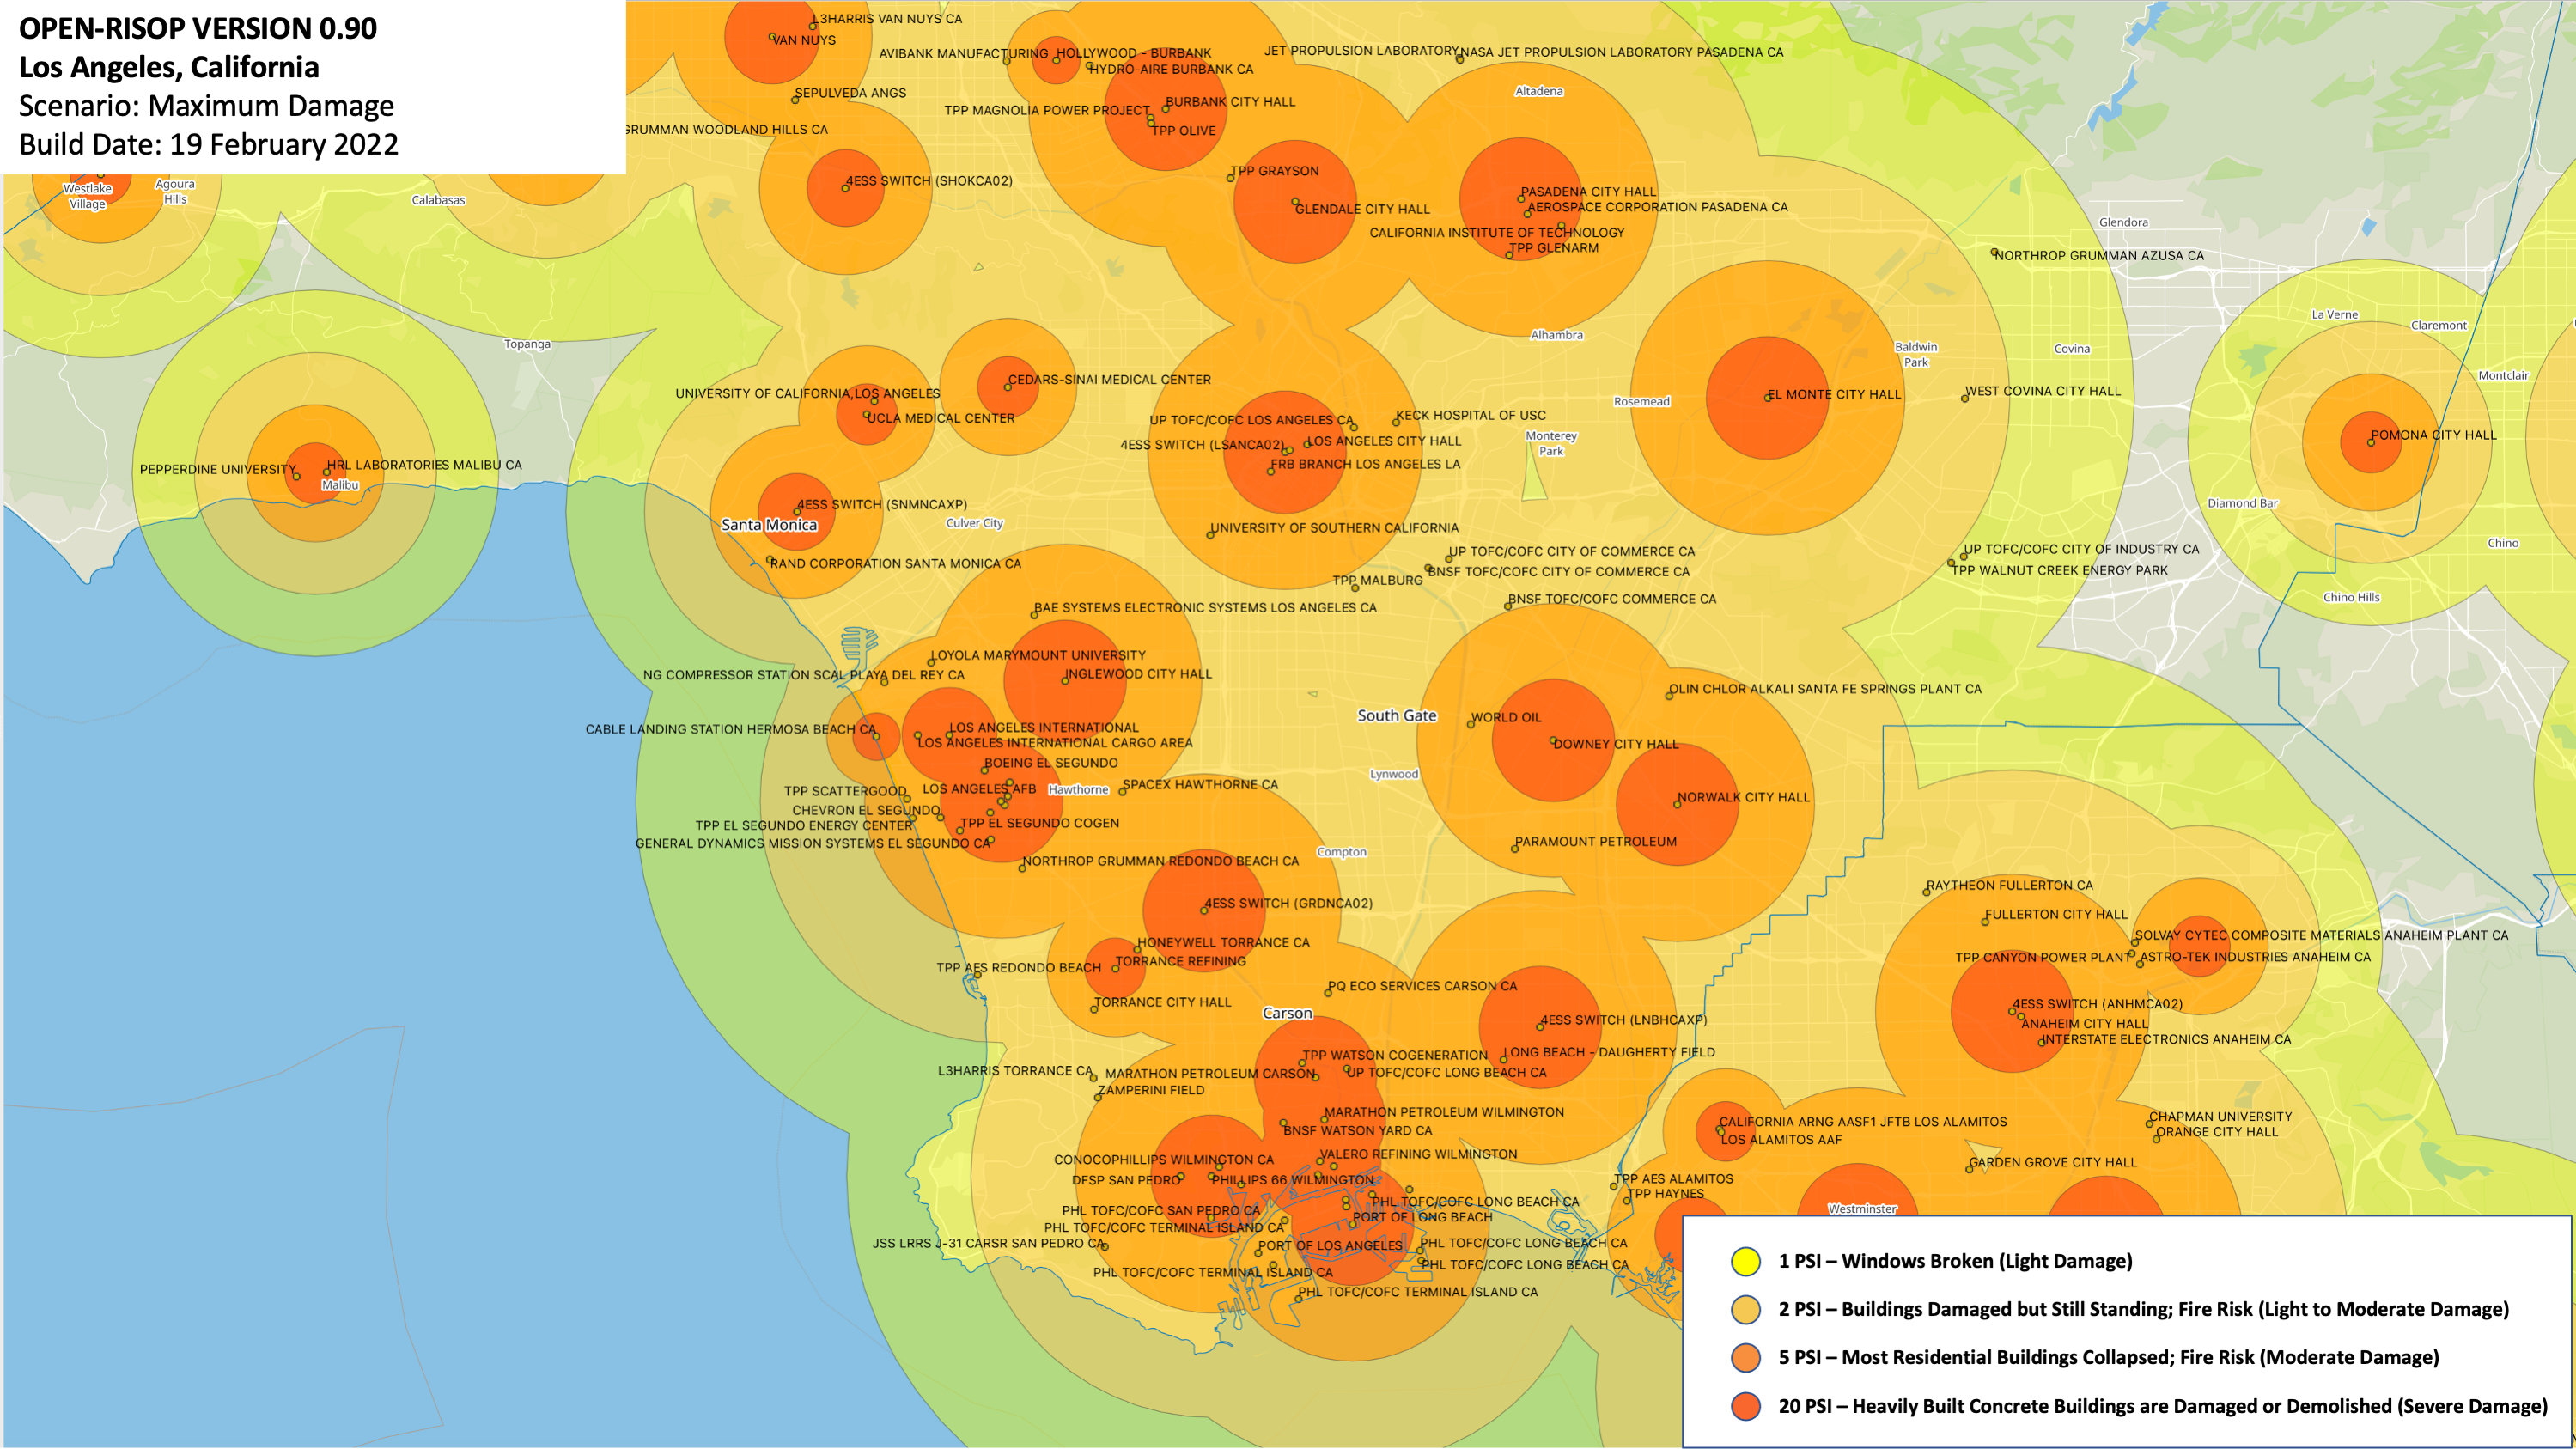 OPEN-RISOP VERSION 0.90
Los Angeles, California
Scenario: Maximum Damage
Build Date: 19 February 2022
L3HARRIS VAN NUYS CA
VAN NUYS
AVIBANK MANUFACTURING
HOLLYWOOD - BURBANK
HYDRO-AIRE BURBANK CA
JET PROPULSION LABORATORY
NASA JET PROPULSION LABORATORY PASADENA CA
SEPULVEDA ANGS
Altadena
TPP MAGNOLIA POWER PROJECT
BURBANK CITY HALL
TPP OLIVE
GRUMMAN WOODLAND HILLS CA
TPP GRAYSON
4ESS SWITCH (SHOKCA02)
Westlake
Village
Agoura
Hills
Calabasas
GLENDALE CITY HALL
PASADENA CITY HALL
AEROSPACE CORPORATION PASADENA CA
CALIFORNIA INSTITUTE OF TECHNOLOGY
TPP GLENARM
Glendora
NORTHROP GRUMMAN AZUSA CA
La Verne
Claremont
Topanga
Alhambra
Baldwin
Park
Covina
Montclair
CEDARS-SINAI MEDICAL CENTER
UNIVERSITY OF CALIFORNIA, LOS ANGELES
UCLA MEDICAL CENTER
Rosemead
EL MONTE CITY HALL
WEST COVINA CITY HALL
UP TOFC/COFC LOS ANGELES CA
KECK HOSPITAL OF USC
4ESS SWITCH (LSANCA02)
LOS ANGELES CITY HALL
FRB BRANCH LOS ANGELES LA
Monterey
Park
POMONA CITY HALL
PEPPERDINE UNIVERSITY
HRL LABORATORIES MALIBU CA
Malibu
4ESS SWITCH (SNMNCAXP)
Santa Monica
Culver City
UNIVERSITY OF SOUTHERN CALIFORNIA
Diamond Bar
Chino
RAND CORPORATION SANTA MONICA CA
UP TOFC/COFC CITY OF COMMERCE CA
BNSF TOFC/COFC CITY OF COMMERCE CA
TPP MALBURG
UP TOFC/COFC CITY OF INDUSTRY CA
TPP WALNUT CREEK ENERGY PARK
BNSF TOFC/COFC COMMERCE CA
Chino Hills
BAE SYSTEMS ELECTRONIC SYSTEMS LOS ANGELES CA
LOYOLA MARYMOUNT UNIVERSITY
NG COMPRESSOR STATION SCAL PLAYA DEL REY CA
INGLEWOOD CITY HALL
OLIN CHLOR ALKALI SANTA FE SPRINGS PLANT CA
South Gate
WORLD OIL
DOWNEY CITY HALL
CABLE LANDING STATION HERMOSA BEACH CA
LOS ANGELES INTERNATIONAL
LOS ANGELES INTERNATIONAL CARGO AREA
BOEING EL SEGUNDO
Lynwood
TPP SCATTERGOOD
LOS ANGELES AFB
Hawthorne
SPACEX HAWTHORNE CA
NORWALK CITY HALL
CHEVRON EL SEGUNDO
TPP EL SEGUNDO ENERGY CENTER
TPP EL SEGUNDO COGEN
GENERAL DYNAMICS MISSION SYSTEMS EL SEGUNDO CA
Compton
PARAMOUNT PETROLEUM
NORTHROP GRUMMAN REDONDO BEACH CA
RAYTHEON FULLERTON CA
4ESS SWITCH (GRDNCA02)
FULLERTON CITY HALL
SOLVAY CYTEC COMPOSITE MATERIALS ANAHEIM PLANT CA
HONEYWELL TORRANCE CA
TPP AES REDONDO BEACH
TORRANCE REFINING
TPP CANYON POWER PLANT
ASTRO-TEK INDUSTRIES ANAHEIM CA
PQ ECO SERVICES CARSON CA
TORRANCE CITY HALL
Carson
4ESS SWITCH (LNBHCAXP)
4ESS SWITCH (ANHMCA02)
ANAHEIM CITY HALL
INTERSTATE ELECTRONICS ANAHEIM CA
TPP WATSON COGENERATION
LONG BEACH - DAUGHERTY FIELD
L3HARRIS TORRANCE CA
MARATHON PETROLEUM CARSON
UP TOFC/COFC LONG BEACH CA
ZAMPERINI FIELD
MARATHON PETROLEUM WILMINGTON
BNSF WATSON YARD CA
CALIFORNIA ARNG AASF1 JFTB LOS ALAMITOS
LOS ALAMITOS AAF
CHAPMAN UNIVERSITY
ORANGE CITY HALL
CONOCOPHILLIPS WILMINGTON CA
VALERO REFINING WILMINGTON
GARDEN GROVE CITY HALL
DFSP SAN PEDRO
PHILLIPS 66 WILMINGTON
TPP AES ALAMITOS
TPP HAYNES
PHL TOFC/COFC SAN PEDRO CA
PHL TOFC/COFC LONG BEACH CA
PORT OF LONG BEACH
Westminster
PHL TOFC/COFC TERMINAL ISLAND CA
JSS LRRS J-31 CARSR SAN PEDRO CA
PORT OF LOS ANGELES
PHL TOFC/COFC LONG BEACH CA
PHL TOFC/COFC LONG BEACH CA
PHL TOFC/COFC TERMINAL ISLAND CA
PHL TOFC/COFC TERMINAL ISLAND CA
1 PSI – Windows Broken (Light Damage)
2 PSI – Buildings Damaged but Still Standing; Fire Risk (Light to Moderate Damage)
5 PSI – Most Residential Buildings Collapsed; Fire Risk (Moderate Damage)
20 PSI – Heavily Built Concrete Buildings are Damaged or Demolished (Severe Damage)